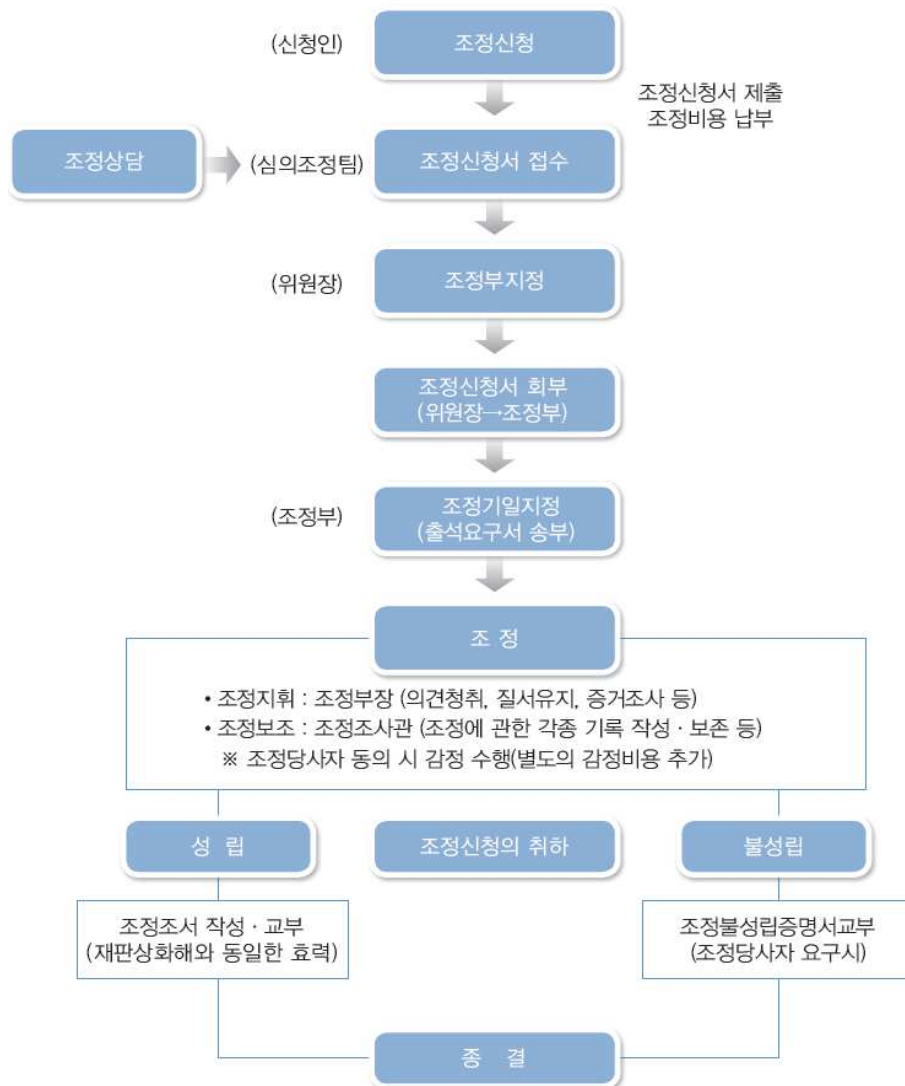 (신청인)
조정신청
조정신청서 제출
조정비용 납부
조정상담
(심의조정팀)
조정신청서 접수
(위원장)
조정부지정
조정신청서 회부
(위원장→조정부)
(조정부)
조정기일지정
(출석요구서 송부)
조 정
• 조정지휘 : 조정부장 (의견청취, 질서유지, 증거조사 등)
• 조정보조 : 조정조사관 (조정에 관한 각종 기록 작성 · 보존 등)
※ 조정당사자 동의 시 감정 수행(별도의 감정비용 추가)
성 립
조정신청의 취하
불성립
조정조서 작성 · 교부
(재판상화해와 동일한 효력)
조정불성립증명서교부
(조정당사자 요구시)
종 결